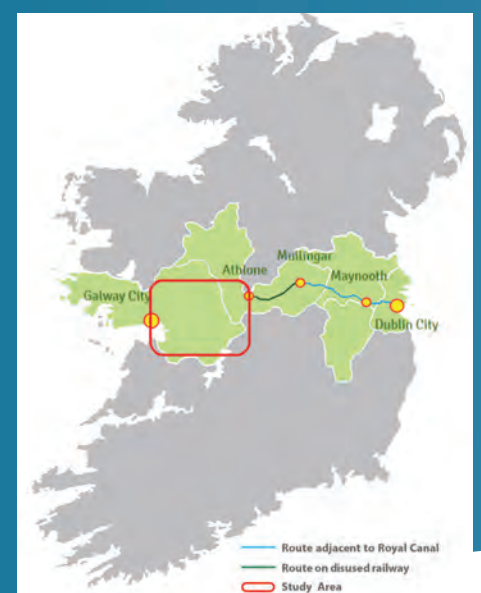 Mullingar
Athlone
Maynooth
Galway City
Dublin City
Route adjacent to Royal Canal
Route on disused railway
Study Area